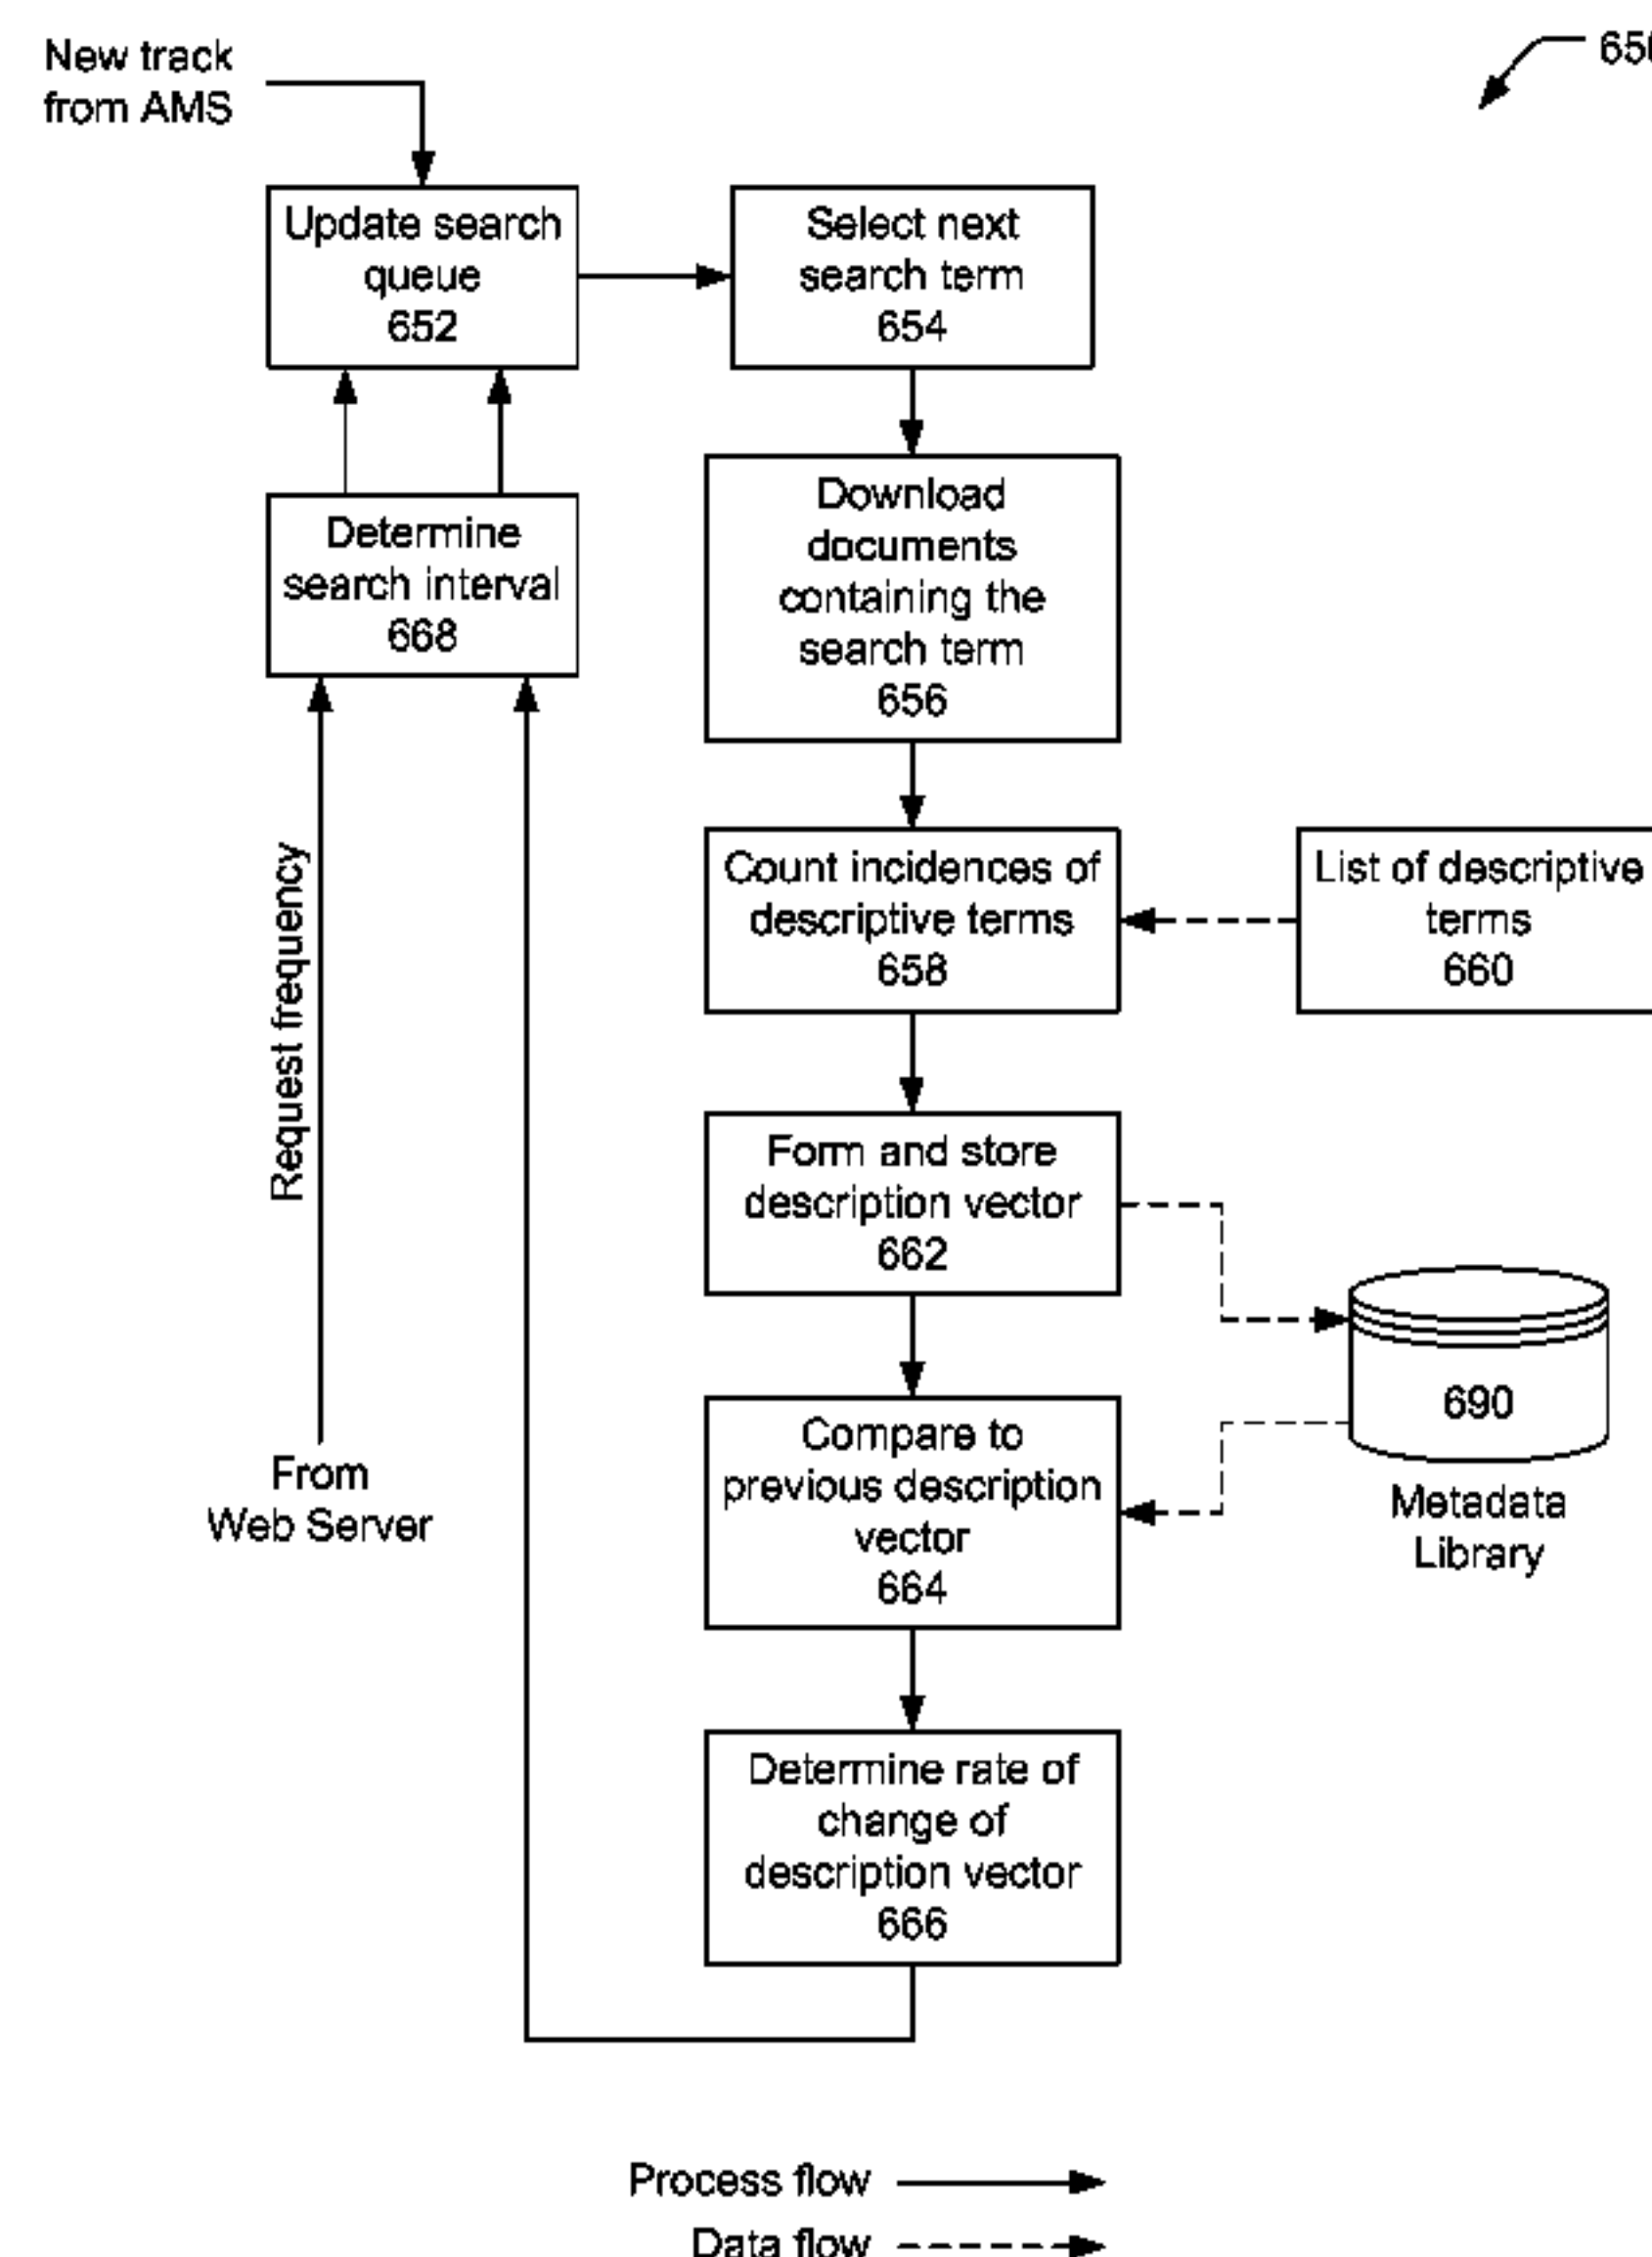 New track
from AMS
Update search
queue
652
Select next
search term
654
Determine
search interval
668
Download
documents
containing the
search term
656
Count incidences of
descriptive terms
658
List of descriptive
terms
660
Request frequency
Form and store
description vector
662
690
Metadata
Library
From
Web Server
Compare to
previous description
vector
664
Determine rate of
change of
description vector
666
Process flow
Data flow